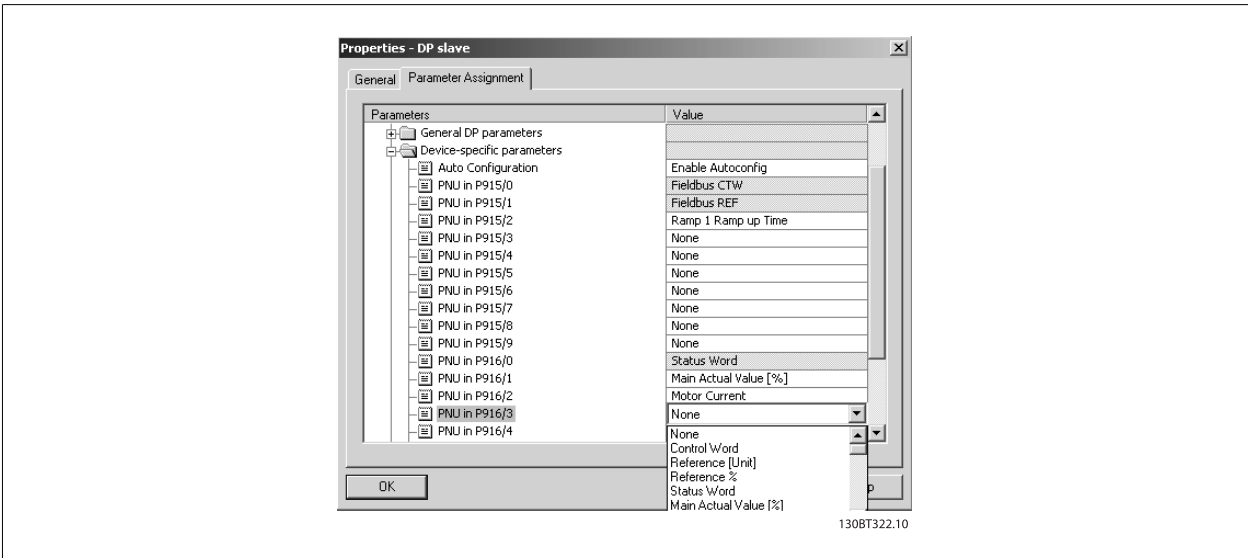 Properties - DP slave
General Parameter Assignment
Parameters Value
General DP parameters
Device-specific parameters
Auto Configuration Enable Autoconfig
PNU in P915/0 Fieldbus CTW
PNU in P915/1 Fieldbus REF
PNU in P915/2 Ramp 1 Ramp up Time
PNU in P915/3 None
PNU in P915/4 None
PNU in P915/5 None
PNU in P915/6 None
PNU in P915/7 None
PNU in P915/8 None
PNU in P915/9 None
PNU in P916/0 Status Word
PNU in P916/1 Main Actual Value [%]
PNU in P916/2 Motor Current
PNU in P916/3 None
PNU in P916/4 None
Control Word
Reference [Unit]
Reference %
OK Status Word p
Main Actual Value [%]
130BT322.10